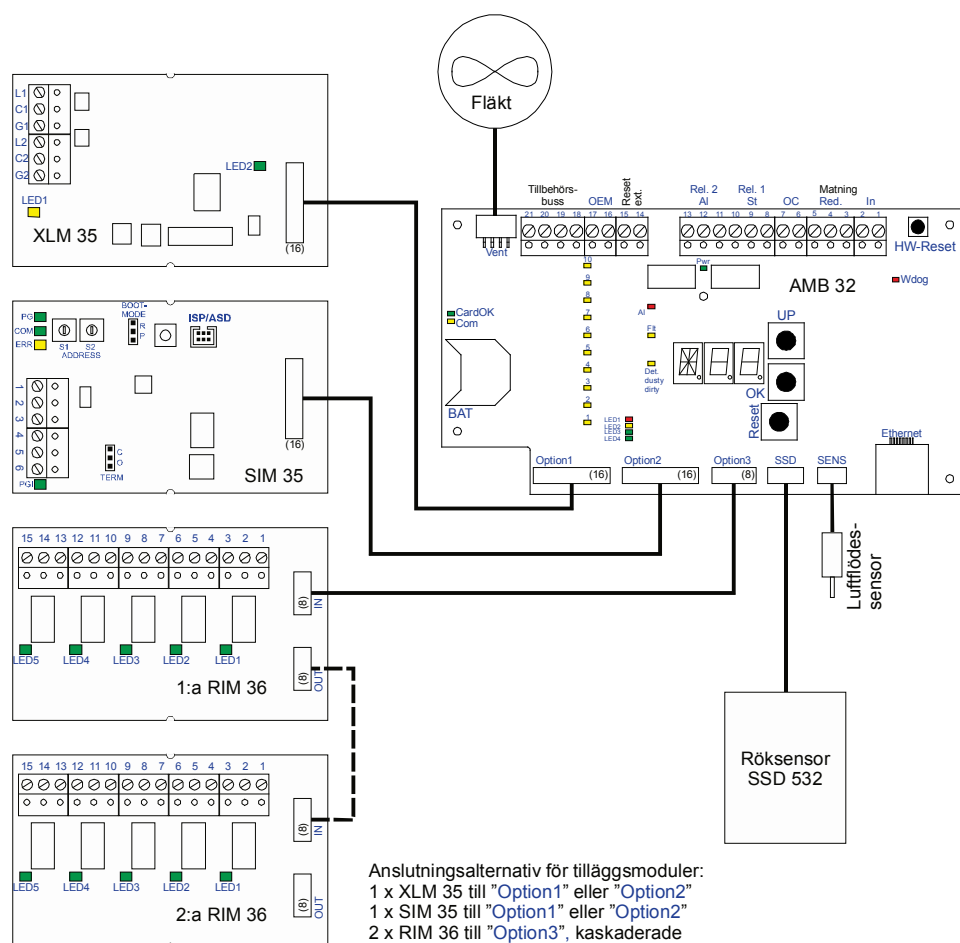 Fläkt
L1
C1
G1
L2
C2
G2
LED1
LED2
XLM 35
(16)
PG
COM
ERR
S1 S2
ADDRESS
BOOT-
MODE
R
P
ISP/ASD
1
2
3
4
5
6
PGI
C
O
TERM
SIM 35
(16)
15 14 13 12 11 10 9 8 7 6 5 4 3 2 1
(8)
IN
LED5 LED4 LED3 LED2 LED1
(8)
OUT
1:a RIM 36
15 14 13 12 11 10 9 8 7 6 5 4 3 2 1
(8)
IN
LED5 LED4 LED3 LED2 LED1
(8)
OUT
2:a RIM 36
Vent
Tillbehörs-
buss
OEM
Reset
ext.
21 20 19 18 17 16 15 14
Rel. 2
Al
Rel. 1
St
OC
Matning
Red.
In
13 12 11 10 9 8 7 6 5 4 3 2 1
HW-Reset
Wdog
AMB 32
Pwr
CardOK
Com
BAT
10
9
8
7
6
5
4
3
2
1
Al
Flt
Det.
dusty
dirty
LED1
LED2
LED3
LED4
UP
OK
Reset
Ethernet
Option1
(16)
Option2
(16)
Option3
(8)
SSD
SENS
Luftflödes-
sensor
Röksensor
SSD 532
Anslutningsalternativ för tilläggsmoduler:
1 x XLM 35 till ”Option1” eller ”Option2”
1 x SIM 35 till ”Option1” eller ”Option2”
2 x RIM 36 till ”Option3”, kaskaderade